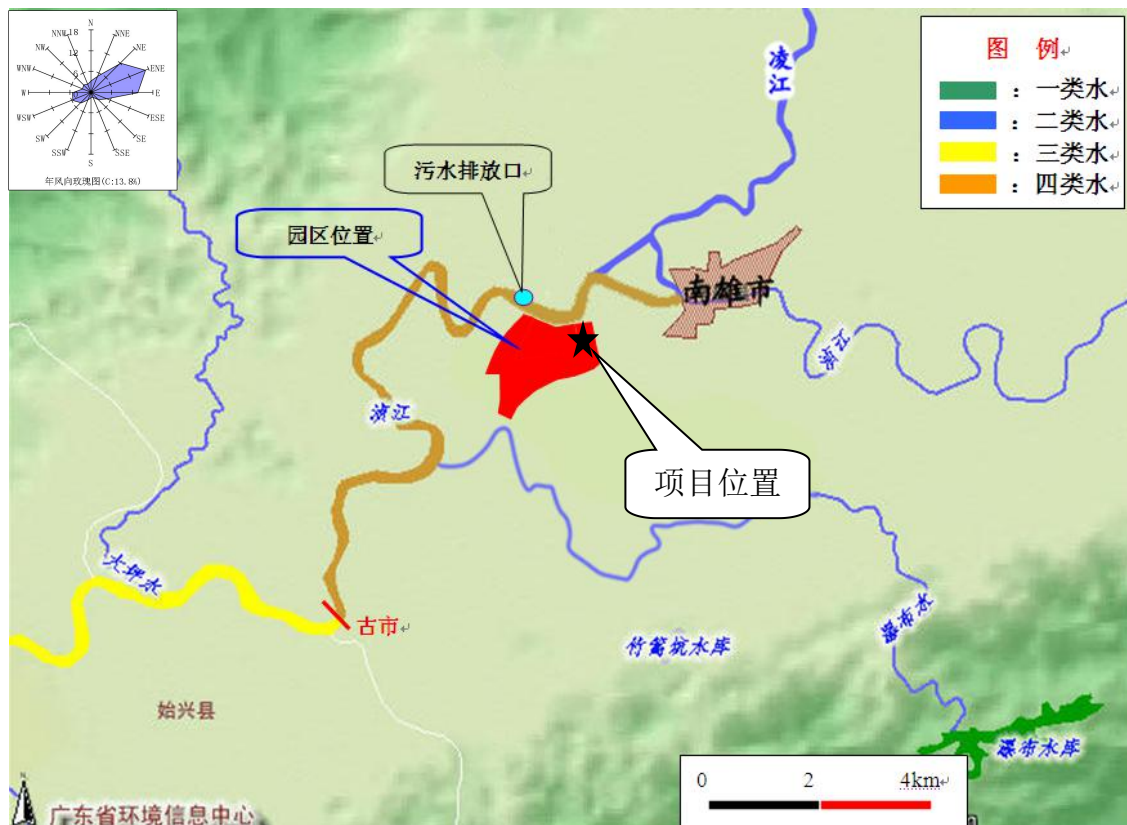 N
NNW
18
NNE
NW
12
NE
WNW
6
ENE
W
E
WSW
ESE
SW
SE
SSW
SSE
S
年风向玫瑰图(C:13.8%)
图 例
：一类水
：二类水
：三类水
：四类水
凌江
污水排放口
园区位置
南雄市
浈江
浈江
项目位置
大坪水
古市
瀑布水
竹篙坑水库
始兴县
瀑布水库
0 2 4km
N
广东省环境信息中心